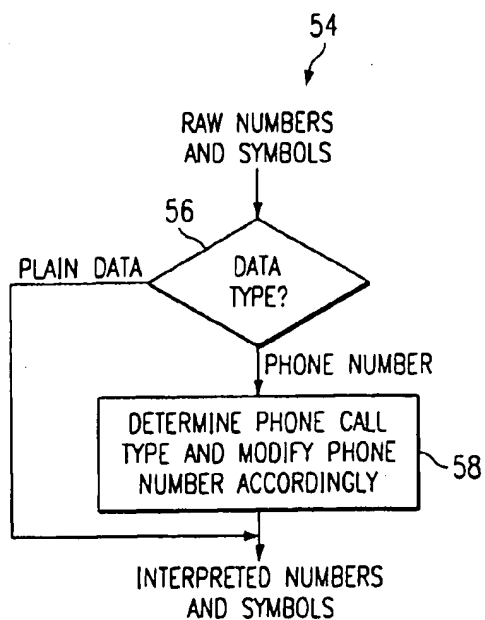 54
RAW NUMBERS
AND SYMBOLS
56
PLAIN DATA
DATA
TYPE?
PHONE NUMBER
DETERMINE PHONE CALL
TYPE AND MODIFY PHONE
NUMBER ACCORDINGLY
58
INTERPRETED NUMBERS
AND SYMBOLS